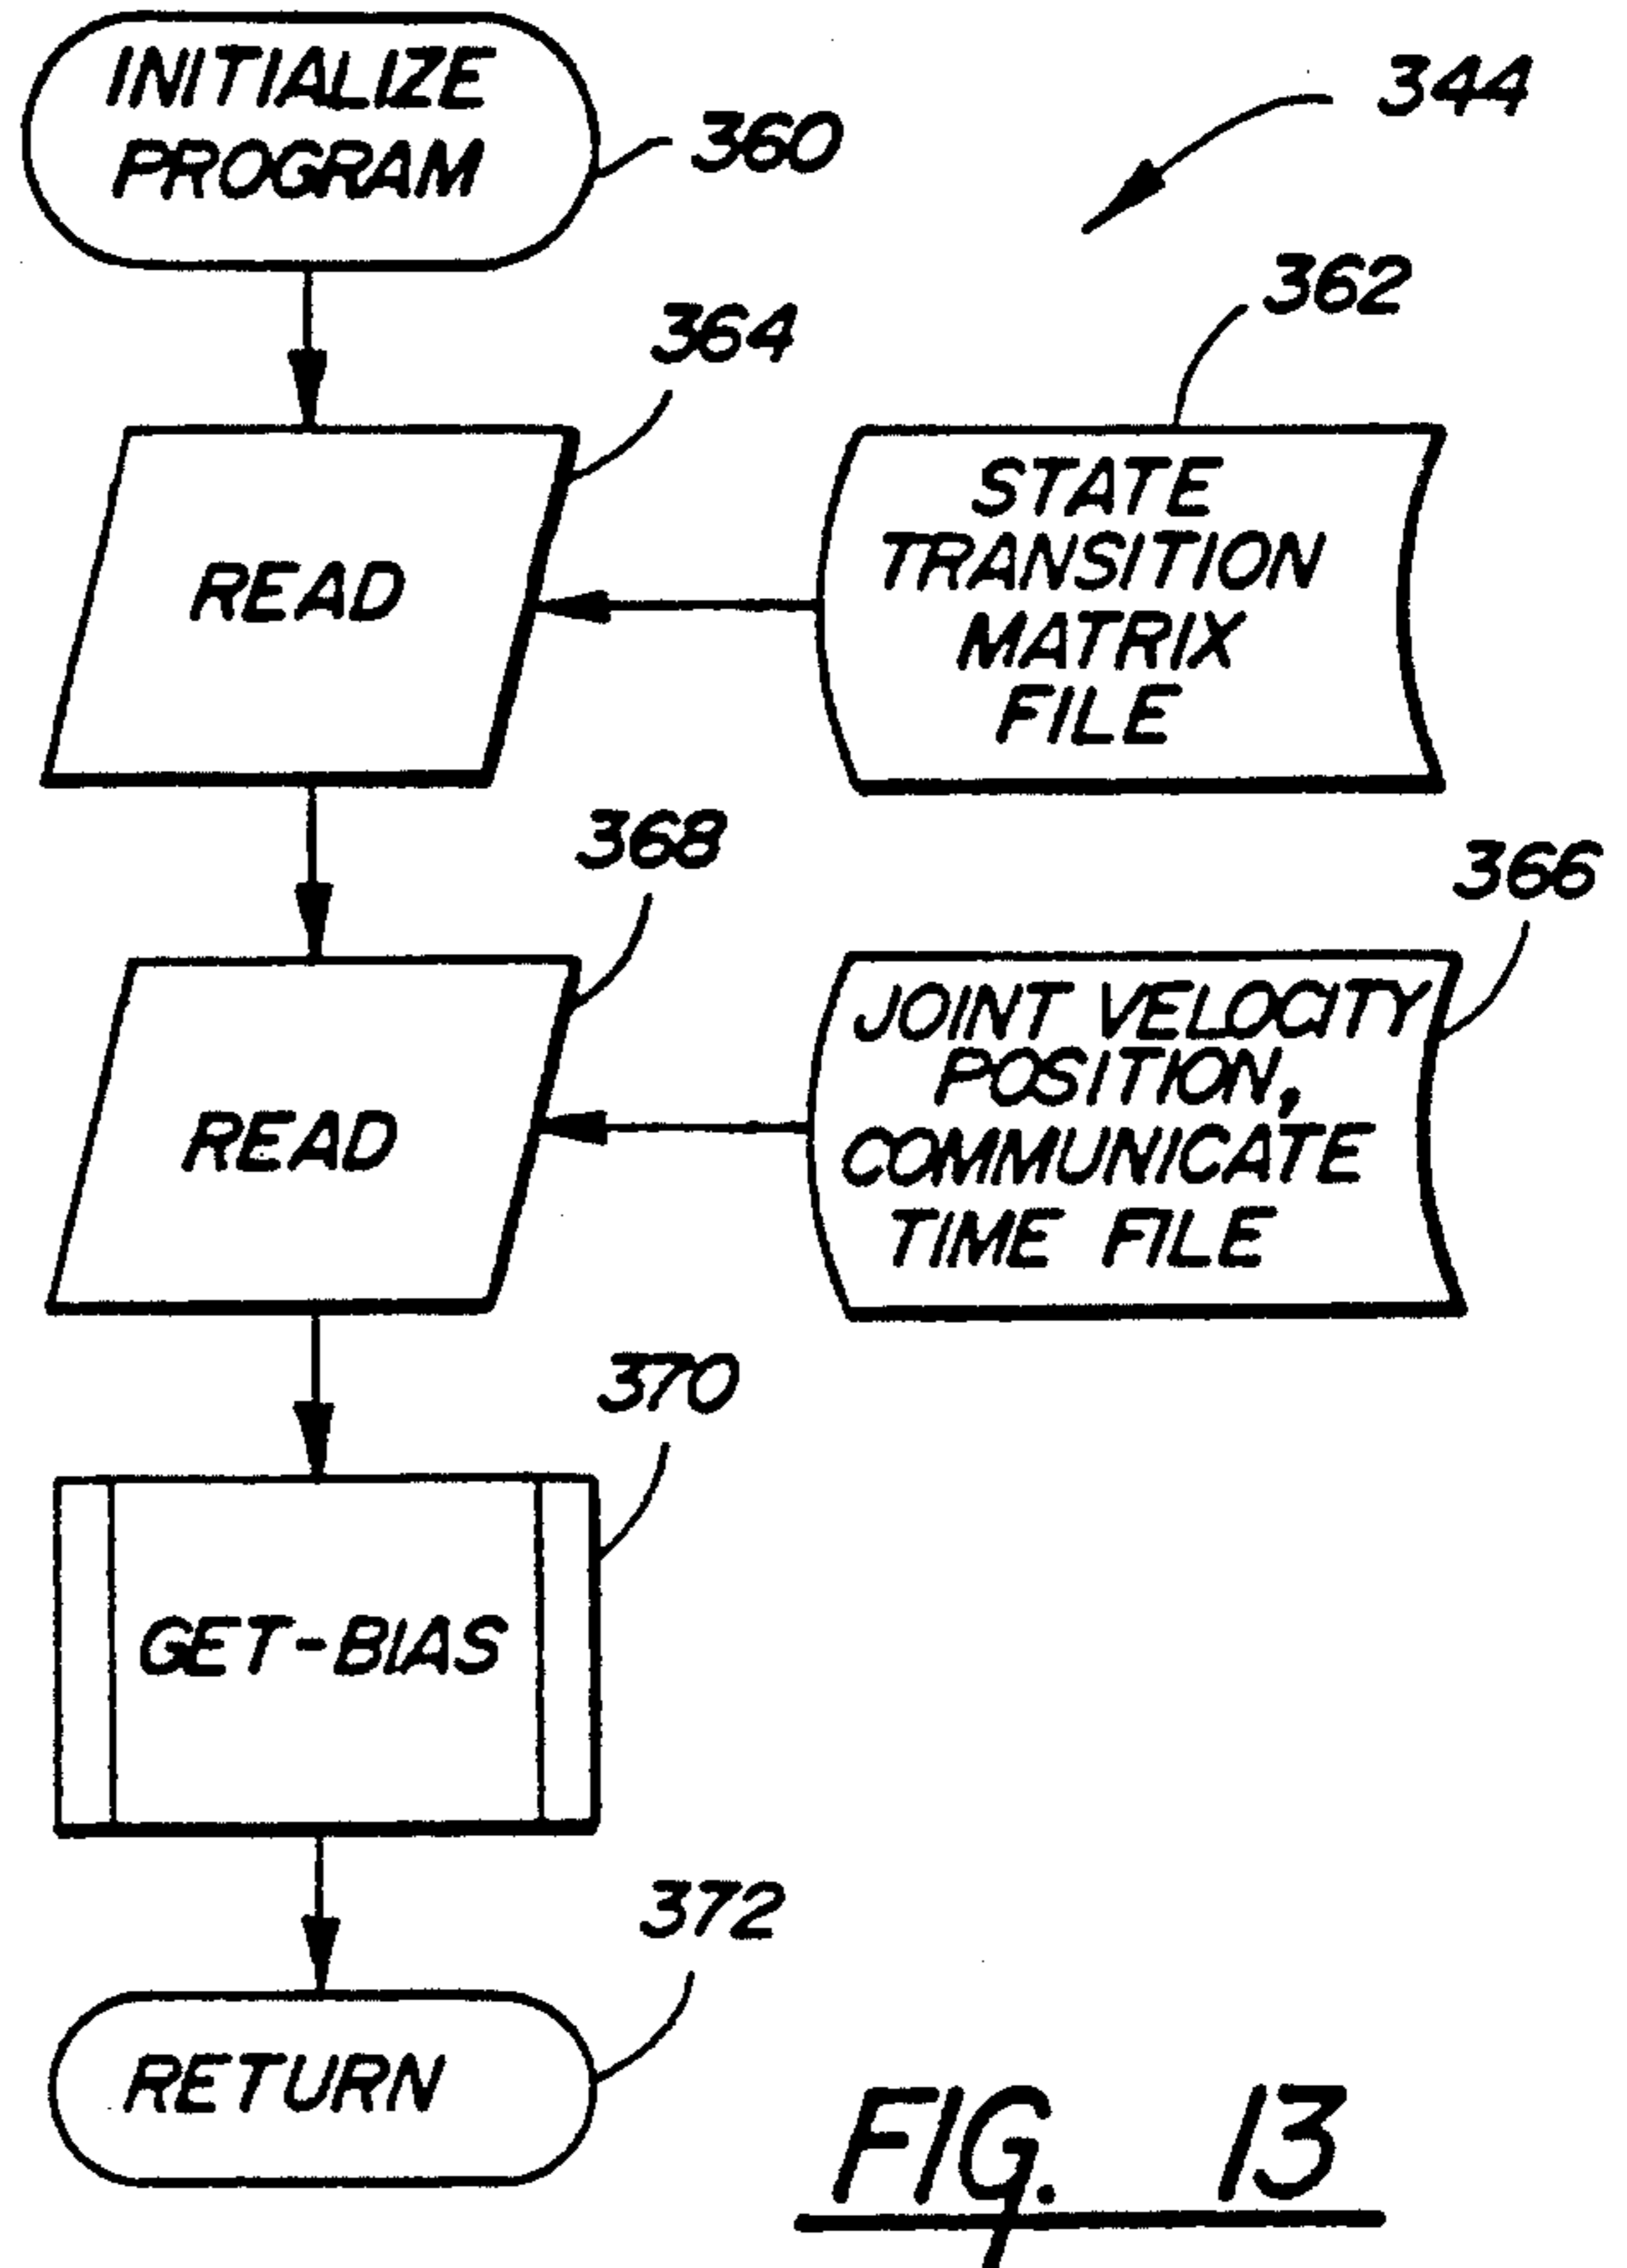 INITIALIZE
PROGRAM
360
344
364
362
READ
STATE
TRANSITION
MATRIX
FILE
368
366
READ
JOINT VELOCITY
POSITION,
COMMUNICATE
TIME FILE
370
GET-BIAS
372
RETURN
FIG. 13